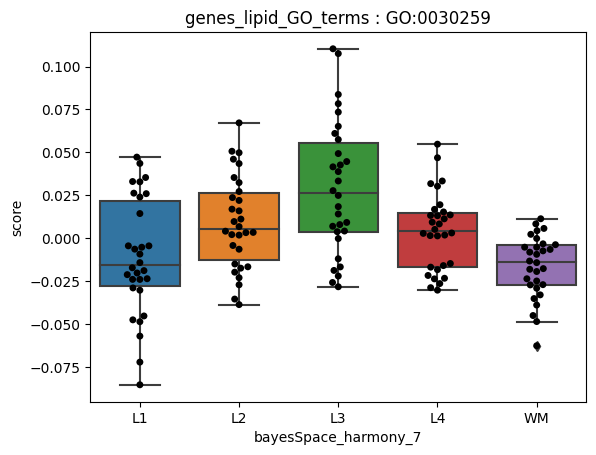 genes_lipid_GO_terms : GO:0030259
0.100
0.075
0.050
0.025
0.000
−0.025
−0.050
−0.075
score
L1 L2 L3 L4 WM
bayesSpace_harmony_7